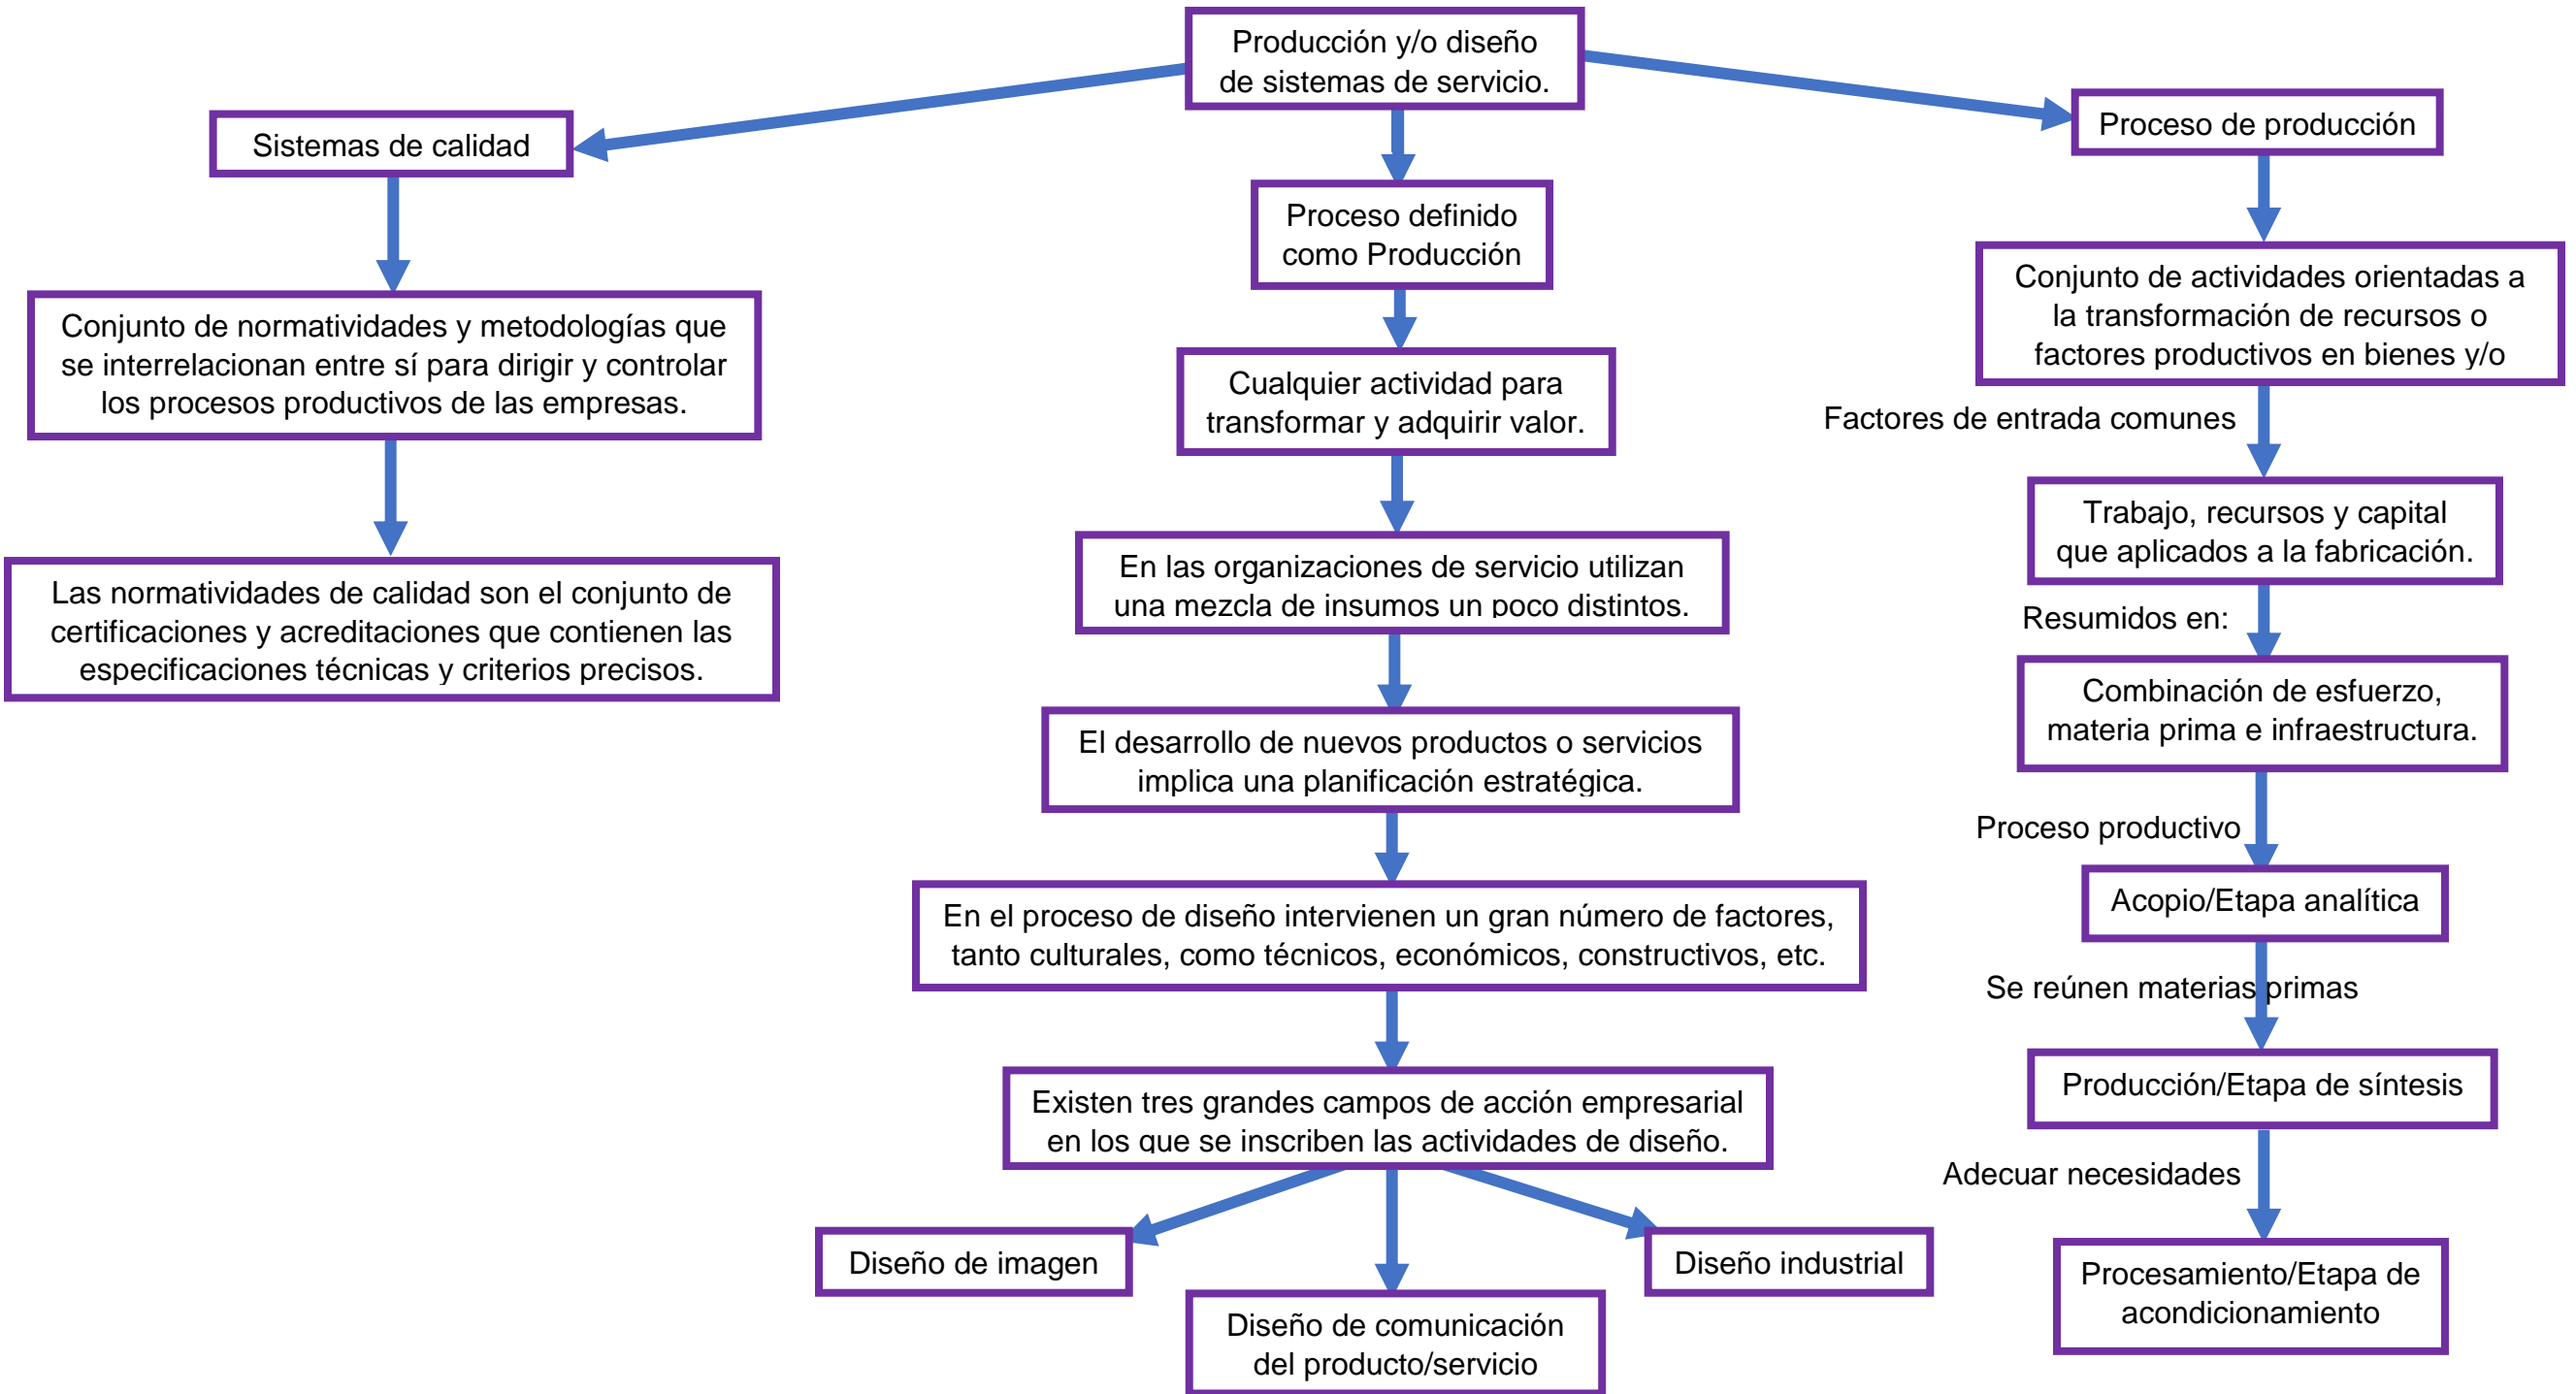 Producción y/o diseño
de sistemas de servicio.
Sistemas de calidad
Conjunto de normatividades y metodologías que
se interrelacionan entre sí para dirigir y controlar
los procesos productivos de las empresas.
Las normatividades de calidad son el conjunto de
certificaciones y acreditaciones que contienen las
especificaciones técnicas y criterios precisos.
Proceso definido
como Producción
Cualquier actividad para
transformar y adquirir valor.
En las organizaciones de servicio utilizan
una mezcla de insumos un poco distintos.
El desarrollo de nuevos productos o servicios
implica una planificación estratégica.
En el proceso de diseño intervienen un gran número de factores,
tanto culturales, como técnicos, económicos, constructivos, etc.
Existen tres grandes campos de acción empresarial
en los que se inscriben las actividades de diseño.
Diseño de imagen
Diseño de comunicación
del producto/servicio
Diseño industrial
Proceso de producción
Conjunto de actividades orientadas a
la transformación de recursos o
factores productivos en bienes y/o
Factores de entrada comunes
Trabajo, recursos y capital
que aplicados a la fabricación.
Resumidos en:
Combinación de esfuerzo,
materia prima e infraestructura.
Proceso productivo
Acopio/Etapa analítica
Se reúnen materias primas
Producción/Etapa de síntesis
Adecuar necesidades
Procesamiento/Etapa de
acondicionamiento